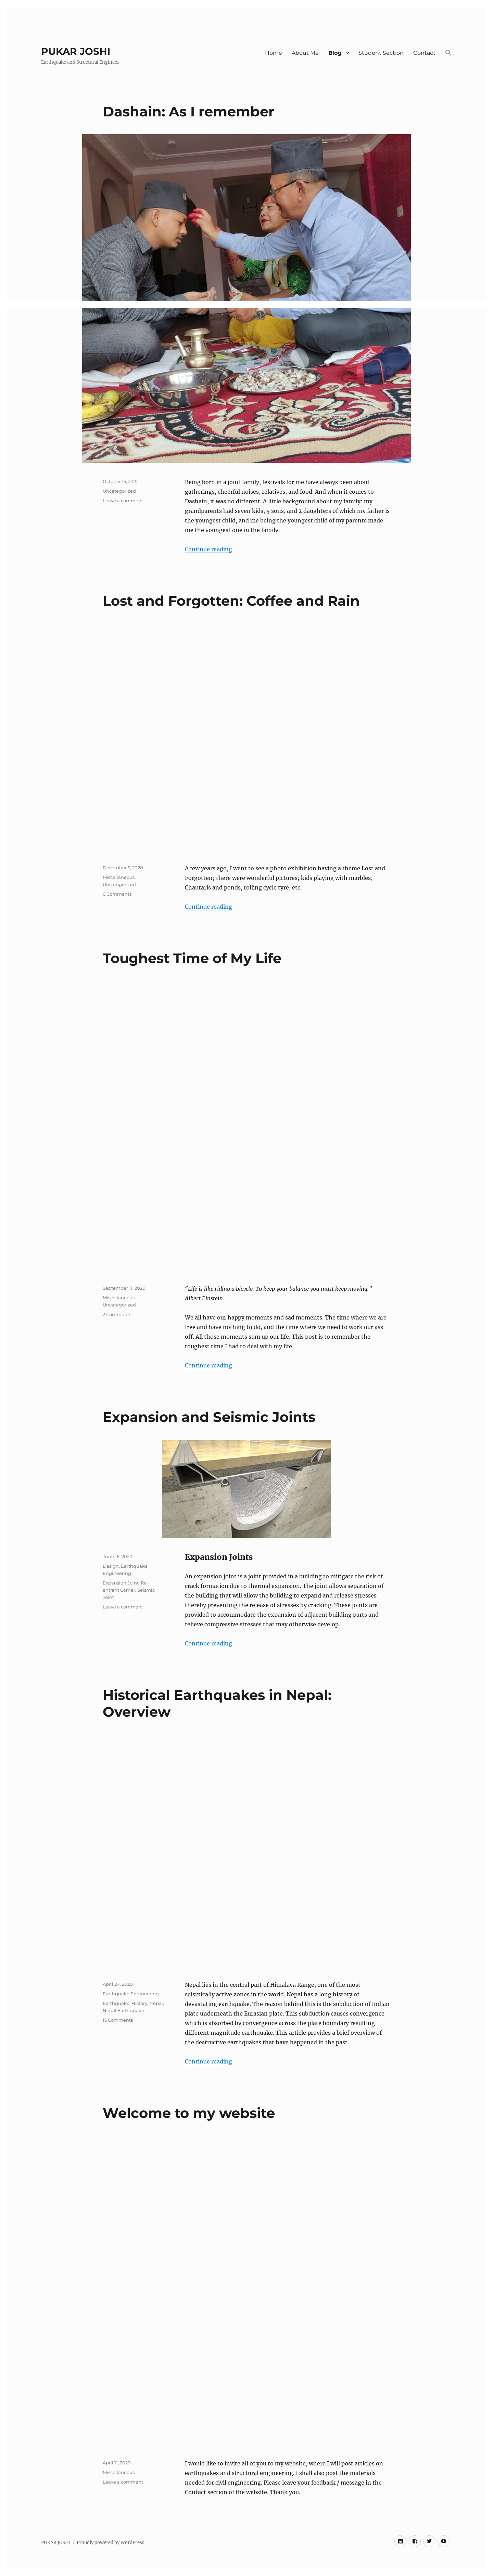 PUKAR JOSHI
Earthquake and Structural Engineer
Home About Me Blog Student Section Contact
Dashain: As I remember
October 15, 2021
Uncategorized
Leave a comment
Being born in a joint family, festivals for me have always been about
gatherings, cheerful noises, relatives, and food. And when it comes to
Dashain, it was no different. A little background about my family: my
grandparents had seven kids, 5 sons, and 2 daughters of which my father is
the youngest child, and me being the youngest child of my parents made
me the youngest one in the family.
Continue reading
Lost and Forgotten: Coffee and Rain
December 5, 2020
Miscellaneous,
Uncategorized
6 Comments
A few years ago, I went to see a photo exhibition having a theme Lost and
Forgotten; there were wonderful pictures; kids playing with marbles,
Chautaris and ponds, rolling cycle tyre, etc.
Continue reading
Toughest Time of My Life
September 11, 2020
Miscellaneous,
Uncategorized
2 Comments
“Life is like riding a bicycle. To keep your balance you must keep moving.” –
Albert Einstein.
We all have our happy moments and sad moments. The time where we are
free and have nothing to do, and the time where we need to work our ass
off. All those moments sum up our life. This post is to remember the
toughest time I had to deal with my life.
Continue reading
Expansion and Seismic Joints
June 16, 2020
Design, Earthquake
Engineering
Expansion Joint, Re-
entrant Corner, Seismic
Joint
Leave a comment
Expansion Joints
An expansion joint is a joint provided in a building to mitigate the risk of
crack formation due to thermal expansion. The joint allows separation of
the building that will allow the building to expand and release stresses
thereby preventing the release of stresses by cracking. These joints are
provided to accommodate the expansion of adjacent building parts and
relieve compressive stresses that may otherwise develop.
Continue reading
Historical Earthquakes in Nepal:
Overview
April 24, 2020
Earthquake Engineering
Earthquake, History, Nepal,
Nepal Earthquake
13 Comments
Nepal lies in the central part of Himalaya Range, one of the most
seismically active zones in the world. Nepal has a long history of
devastating earthquake. The reason behind this is the subduction of Indian
plate underneath the Eurasian plate. This subduction causes convergence
which is absorbed by convergence across the plate boundary resulting
different magnitude earthquake. This article provides a brief overview of
the destructive earthquakes that have happened in the past.
Continue reading
Welcome to my website
April 11, 2020
Miscellaneous
Leave a comment
I would like to invite all of you to my website, where I will post articles on
earthquakes and structural engineering. I shall also post the materials
needed for civil engineering. Please leave your feedback / message in the
Contact section of the website. Thank you.
PUKAR JOSHI / Proudly powered by WordPress